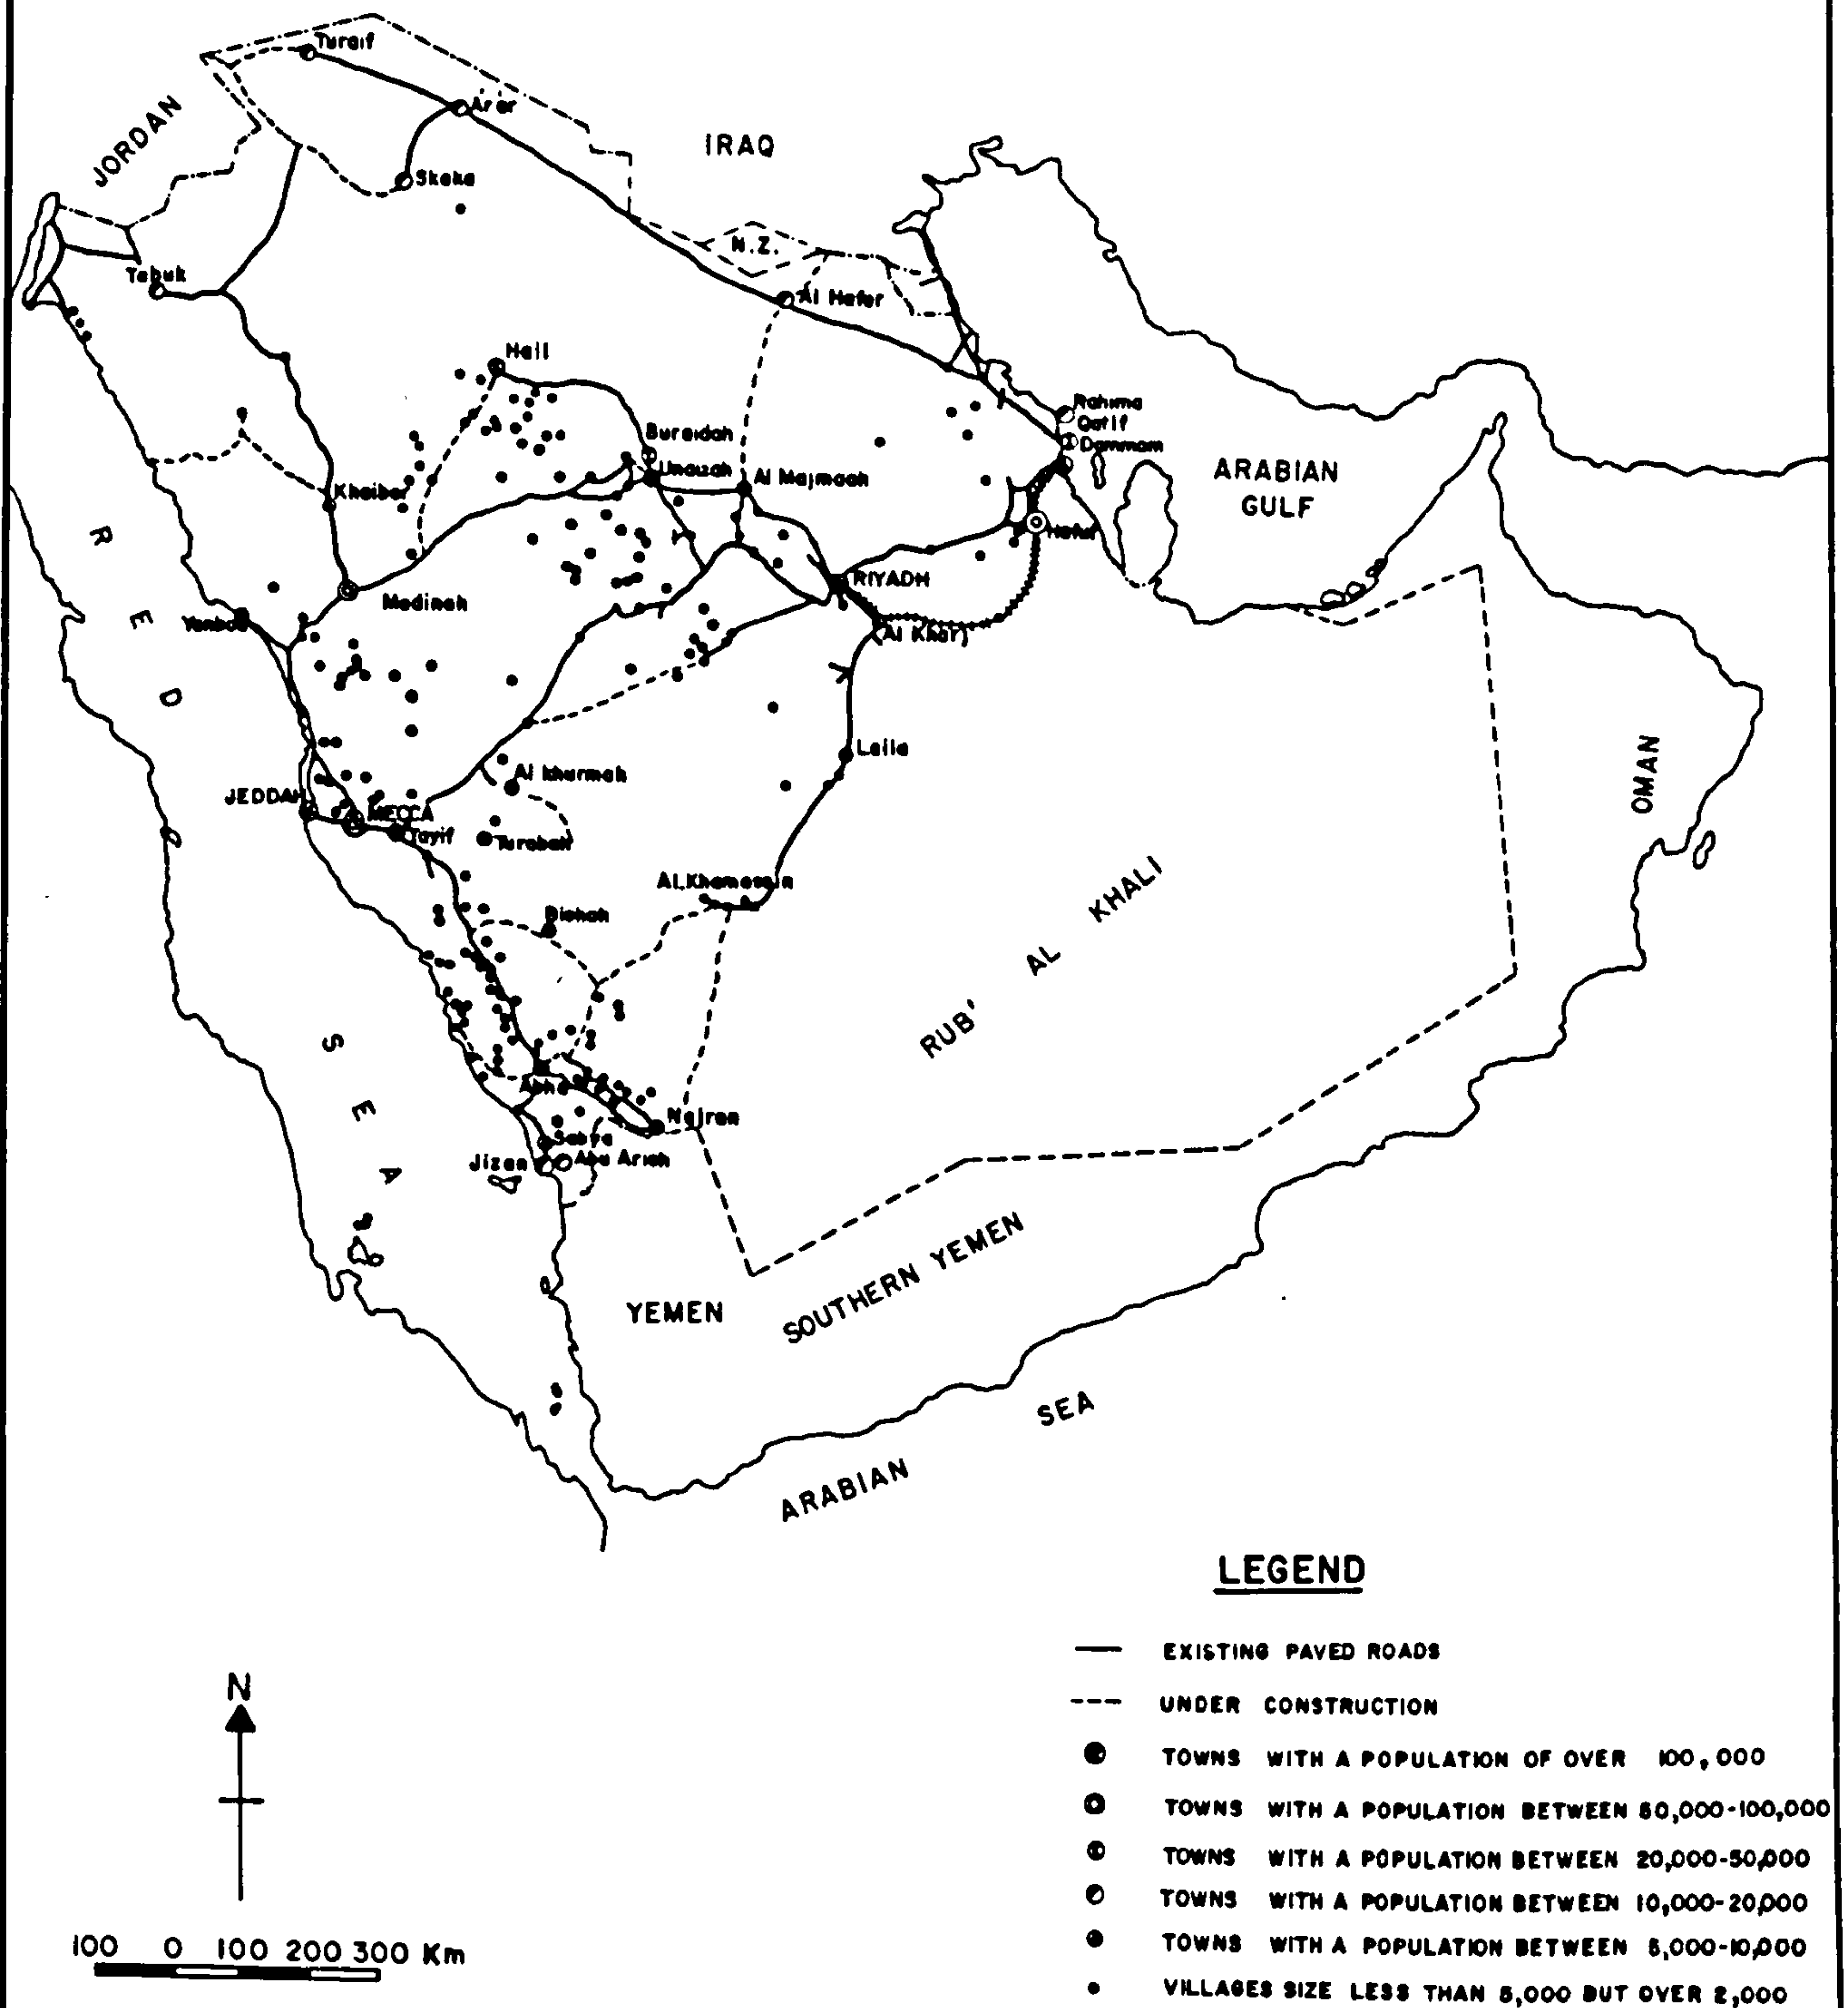 Turaif
Arar
JORDAN
IRAQ
Skaka
N.Z.
Tabuk
Al Hafer
Hail
Rahima
Qatif
Buraidah
Dammam
Unaizah
Al Majmaah
ARABIAN
GULF
Khaibar
Hofuf
RIYADH
Medinah
Yanbou
Al Kharj
RED SEA
Laila
Al khurmah
JEDDAH
MECCA
Tayif
Turabah
OMAN
AL.Khamasein
Bishah
RUB' AL KHALI
Abha
Najran
Sabya
Jizan
Abu Arish
SOUTHERN YEMEN
YEMEN
ARABIAN SEA
LEGEND
EXISTING PAVED ROADS
UNDER CONSTRUCTION
TOWNS WITH A POPULATION OF OVER 100,000
TOWNS WITH A POPULATION BETWEEN 50,000-100,000
TOWNS WITH A POPULATION BETWEEN 20,000-50,000
TOWNS WITH A POPULATION BETWEEN 10,000-20,000
TOWNS WITH A POPULATION BETWEEN 5,000-10,000
VILLAGES SIZE LESS THAN 5,000 BUT OVER 2,000
N
100 0 100 200 300 Km